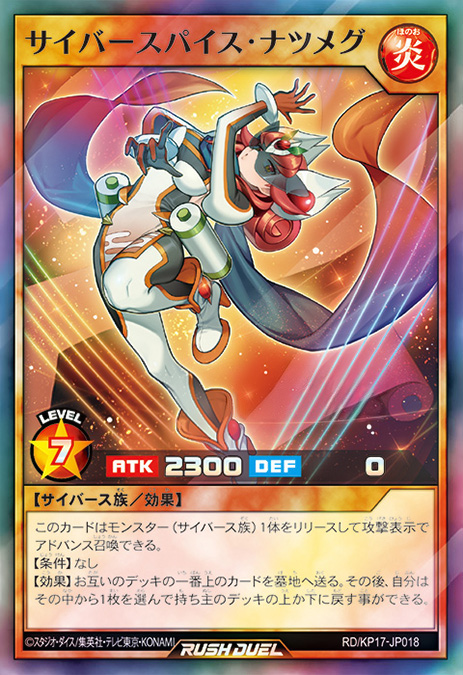 サイバースパイス・ナツメグ
ほのお
炎
LEVEL
7
ATK 2300 DEF 0
【サイバース族／効果】
このカードはモンスター（サイバース族）1体をリリースして攻撃表示で
アドバンス召喚できる。
【条件】なし
【効果】お互いのデッキの一番上のカードを墓地へ送る。その後、自分は
その中から1枚を選んで持ち主のデッキの上か下に戻す事ができる。
©スタジオ・ダイス/集英社・テレビ東京・KONAMI
RUSH DUEL
RD/KP17-JP018